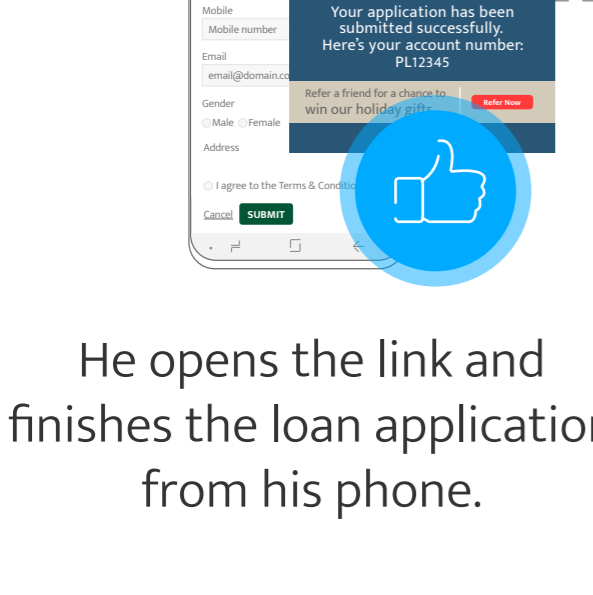 Mobile
Mobile number
Email
email@domain.co
Gender
Male Female
Address
I agree to the Terms & Conditio
Cancel SUBMIT
Your application has been
submitted successfully.
Here's your account number:
PL12345
Refer a friend for a chance to
win our holiday gifts
Refer Now
He opens the link and
finishes the loan application
from his phone.